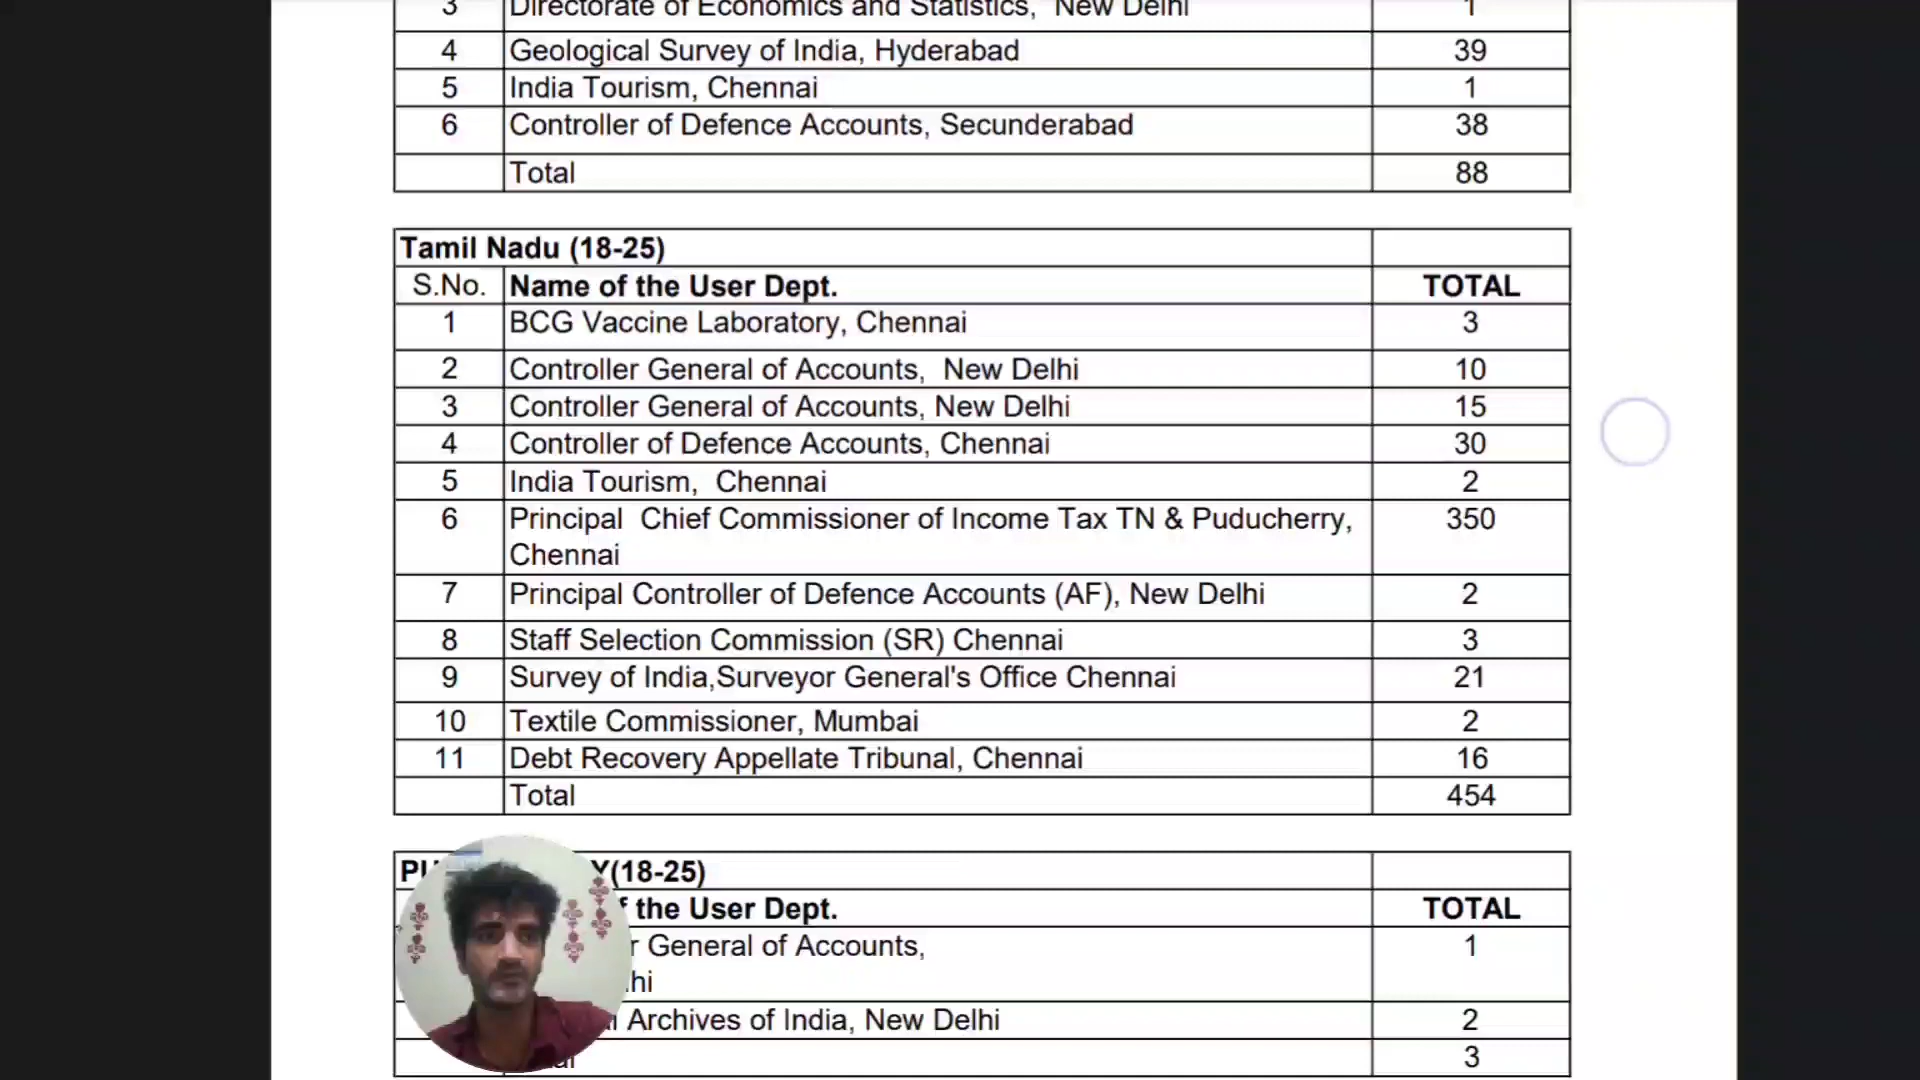 3 Directorate of Economics and Statistics, New Delhi 1
4 Geological Survey of India, Hyderabad 39
5 India Tourism, Chennai 1
6 Controller of Defence Accounts, Secunderabad 38
Total 88
Tamil Nadu (18-25)
S.No. Name of the User Dept. TOTAL
1 BCG Vaccine Laboratory, Chennai 3
2 Controller General of Accounts, New Delhi 10
3 Controller General of Accounts, New Delhi 15
4 Controller of Defence Accounts, Chennai 30
5 India Tourism, Chennai 2
6 Principal Chief Commissioner of Income Tax TN & Puducherry, 350
Chennai
7 Principal Controller of Defence Accounts (AF), New Delhi 2
8 Staff Selection Commission (SR) Chennai 3
9 Survey of India,Surveyor General's Office Chennai 21
10 Textile Commissioner, Mumbai 2
11 Debt Recovery Appellate Tribunal, Chennai 16
Total 454
(18-25)
the User Dept. TOTAL
General of Accounts, 1
Archives of India, New Delhi 2
3